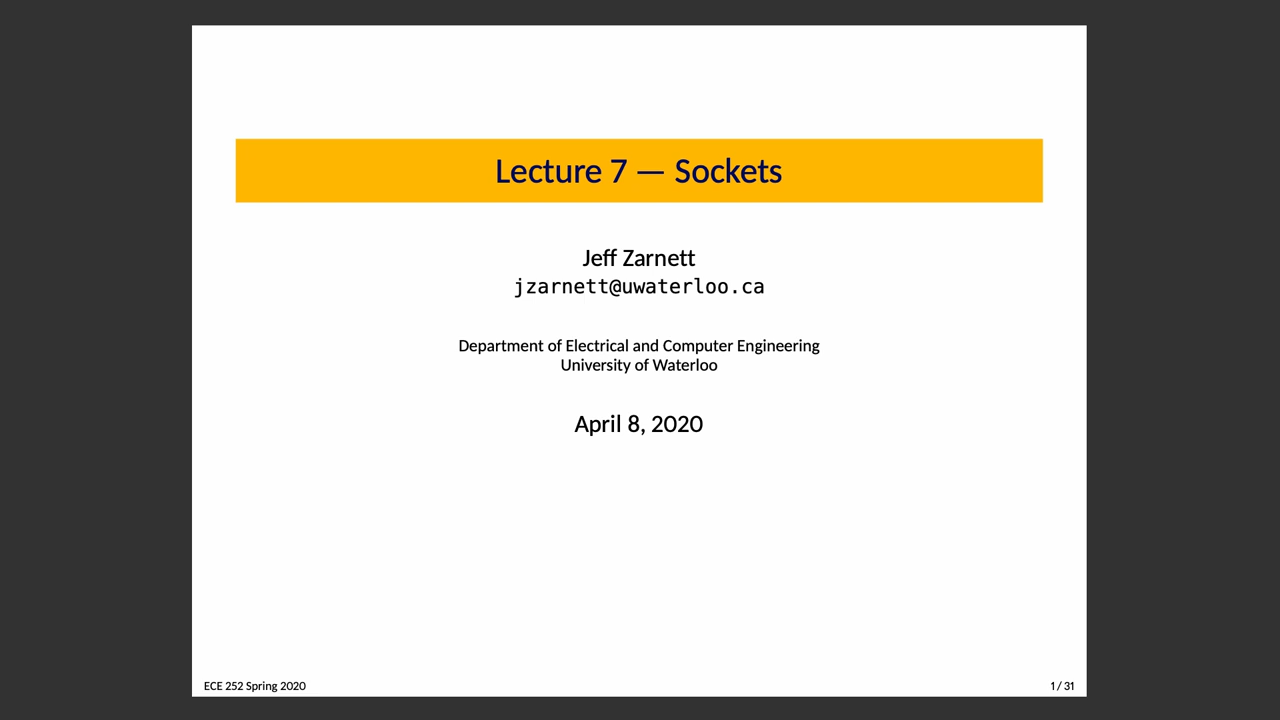 Lecture 7 — Sockets
Jeff Zarnett
jzarnett@uwaterloo.ca
Department of Electrical and Computer Engineering
University of Waterloo
April 8, 2020
ECE 252 Spring 2020
1 / 31